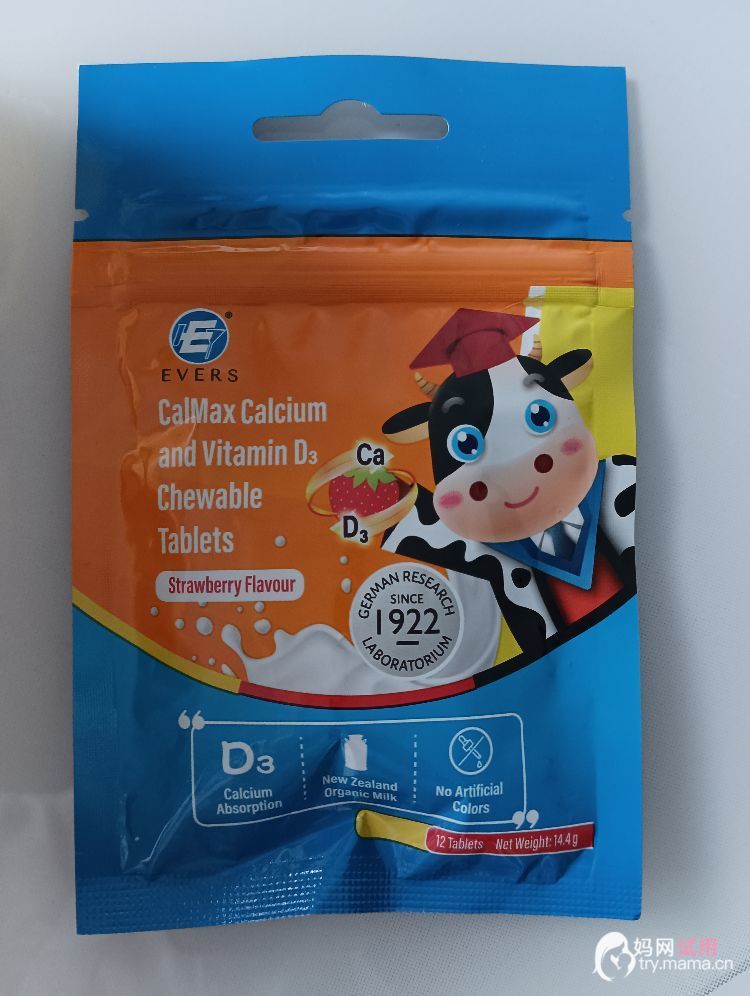 E®
EVERS
CalMax Calcium
and Vitamin D₃
Chewable
Tablets
Strawberry Flavour
Ca
D₃
GERMAN RESEARCH
SINCE
1922
LABORATORIUM
“
D₃
Calcium
Absorption
New Zealand
Organic Milk
No Artificial
Colors
”
12 Tablets Net Weight: 14.4 g
妈网试用
try.mama.cn